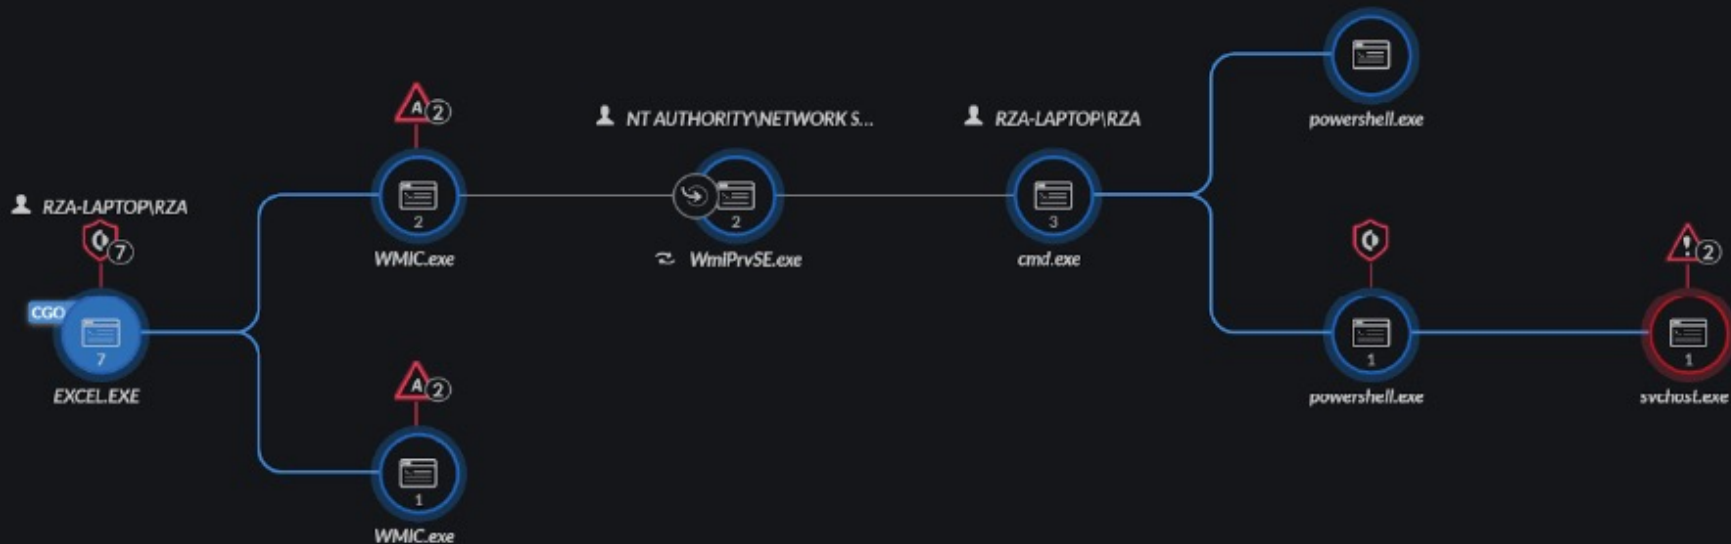 RZA-LAPTOP\RZA
7
CGO
7
EXCEL.EXE
A 2
2
WMIC.exe
A 2
1
WMIC.exe
NT AUTHORITY\NETWORK S...
2
WmiPrvSE.exe
RZA-LAPTOP\RZA
3
cmd.exe
powershell.exe
1
powershell.exe
! 2
1
svchost.exe